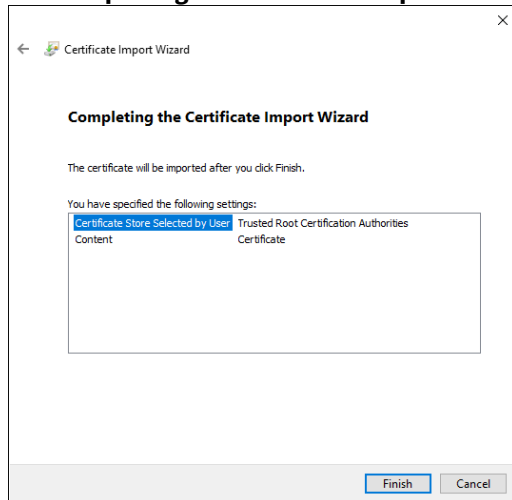 Certificate Import Wizard
Completing the Certificate Import Wizard
The certificate will be imported after you click Finish.
You have specified the following settings:
Certificate Store Selected by User Trusted Root Certification Authorities
Content Certificate
Finish Cancel